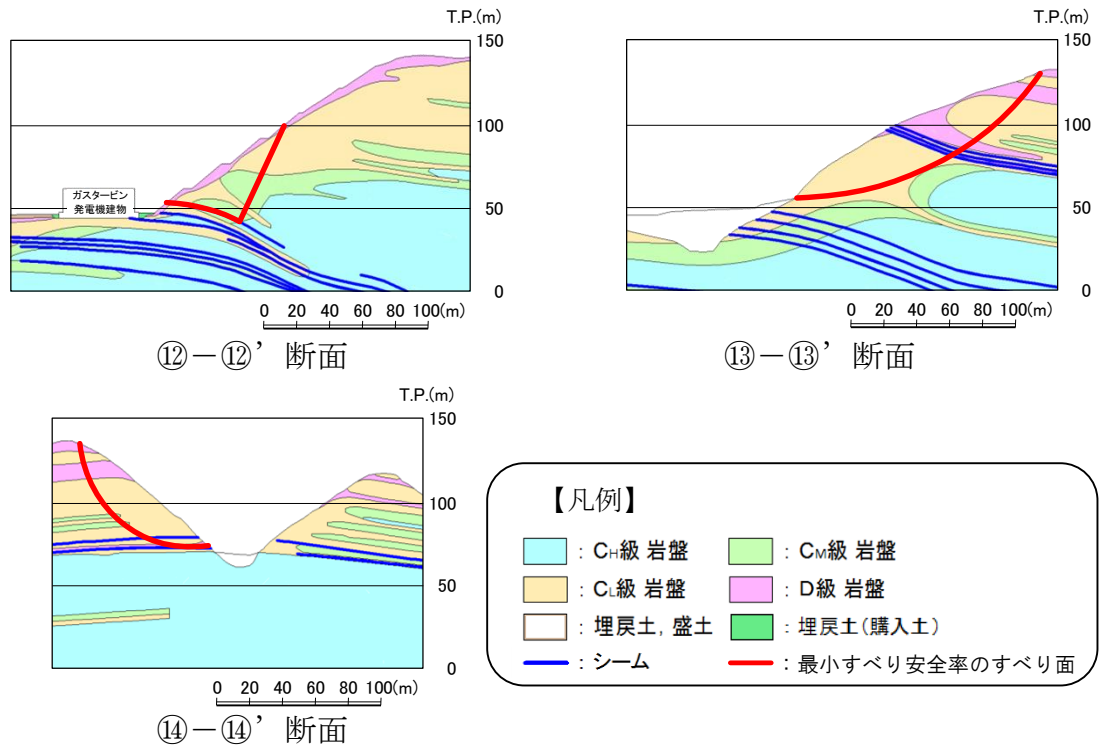 T.P.(m)
150
100
50
0
ガスタービン
発電機建物
0 20 40 60 80 100(m)
⑫－⑫’ 断面
T.P.(m)
150
100
50
0
0 20 40 60 80 100(m)
⑬－⑬’ 断面
T.P.(m)
150
100
50
0
0 20 40 60 80 100(m)
⑭－⑭’ 断面
【凡例】
：CH級 岩盤 ：CM級 岩盤
：CL級 岩盤 ：D級 岩盤
：埋戻土，盛土 ：埋戻土（購入土）
：シーム ：最小すべり安全率のすべり面